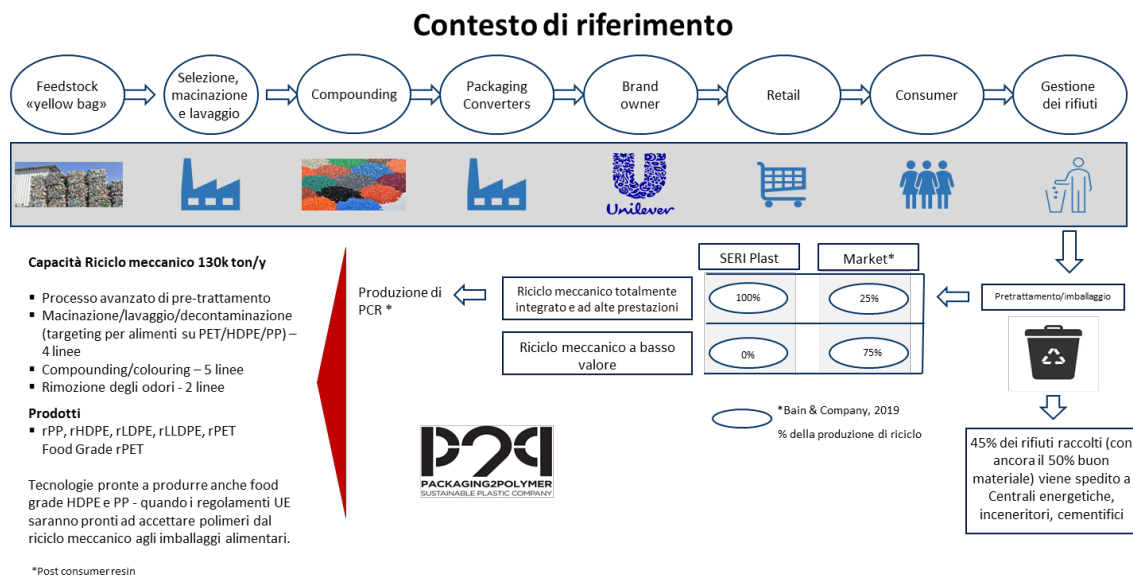 Contesto di riferimento
Feedstock
«yellow bag»
Selezione,
macinazione
e lavaggio
Compounding
Packaging
Converters
Brand
owner
Retail
Consumer
Gestione
dei rifiuti
Unilever
Capacità Riciclo meccanico 130k ton/y
▪ Processo avanzato di pre-trattamento
▪ Macinazione/lavaggio/decontaminazione
(targeting per alimenti su PET/HDPE/PP) –
4 linee
▪ Compounding/colouring – 5 linee
▪ Rimozione degli odori - 2 linee
Prodotti
▪ rPP, rHDPE, rLDPE, rLLDPE, rPET
Food Grade rPET
Tecnologie pronte a produrre anche food
grade HDPE e PP - quando i regolamenti UE
saranno pronti ad accettare polimeri dal
riciclo meccanico agli imballaggi alimentari.
*Post consumer resin
Produzione di
PCR *
SERI Plast
Market*
Riciclo meccanico totalmente
integrato e ad alte prestazioni
100%
25%
Riciclo meccanico a basso
valore
0%
75%
*Bain & Company, 2019
% della produzione di riciclo
P2P
PACKAGING2POLYMER
SUSTAINABLE PLASTIC COMPANY
Pretrattamento/imballaggio
45% dei rifiuti raccolti (con
ancora il 50% buon
materiale) viene spedito a
Centrali energetiche,
inceneritori, cementifici